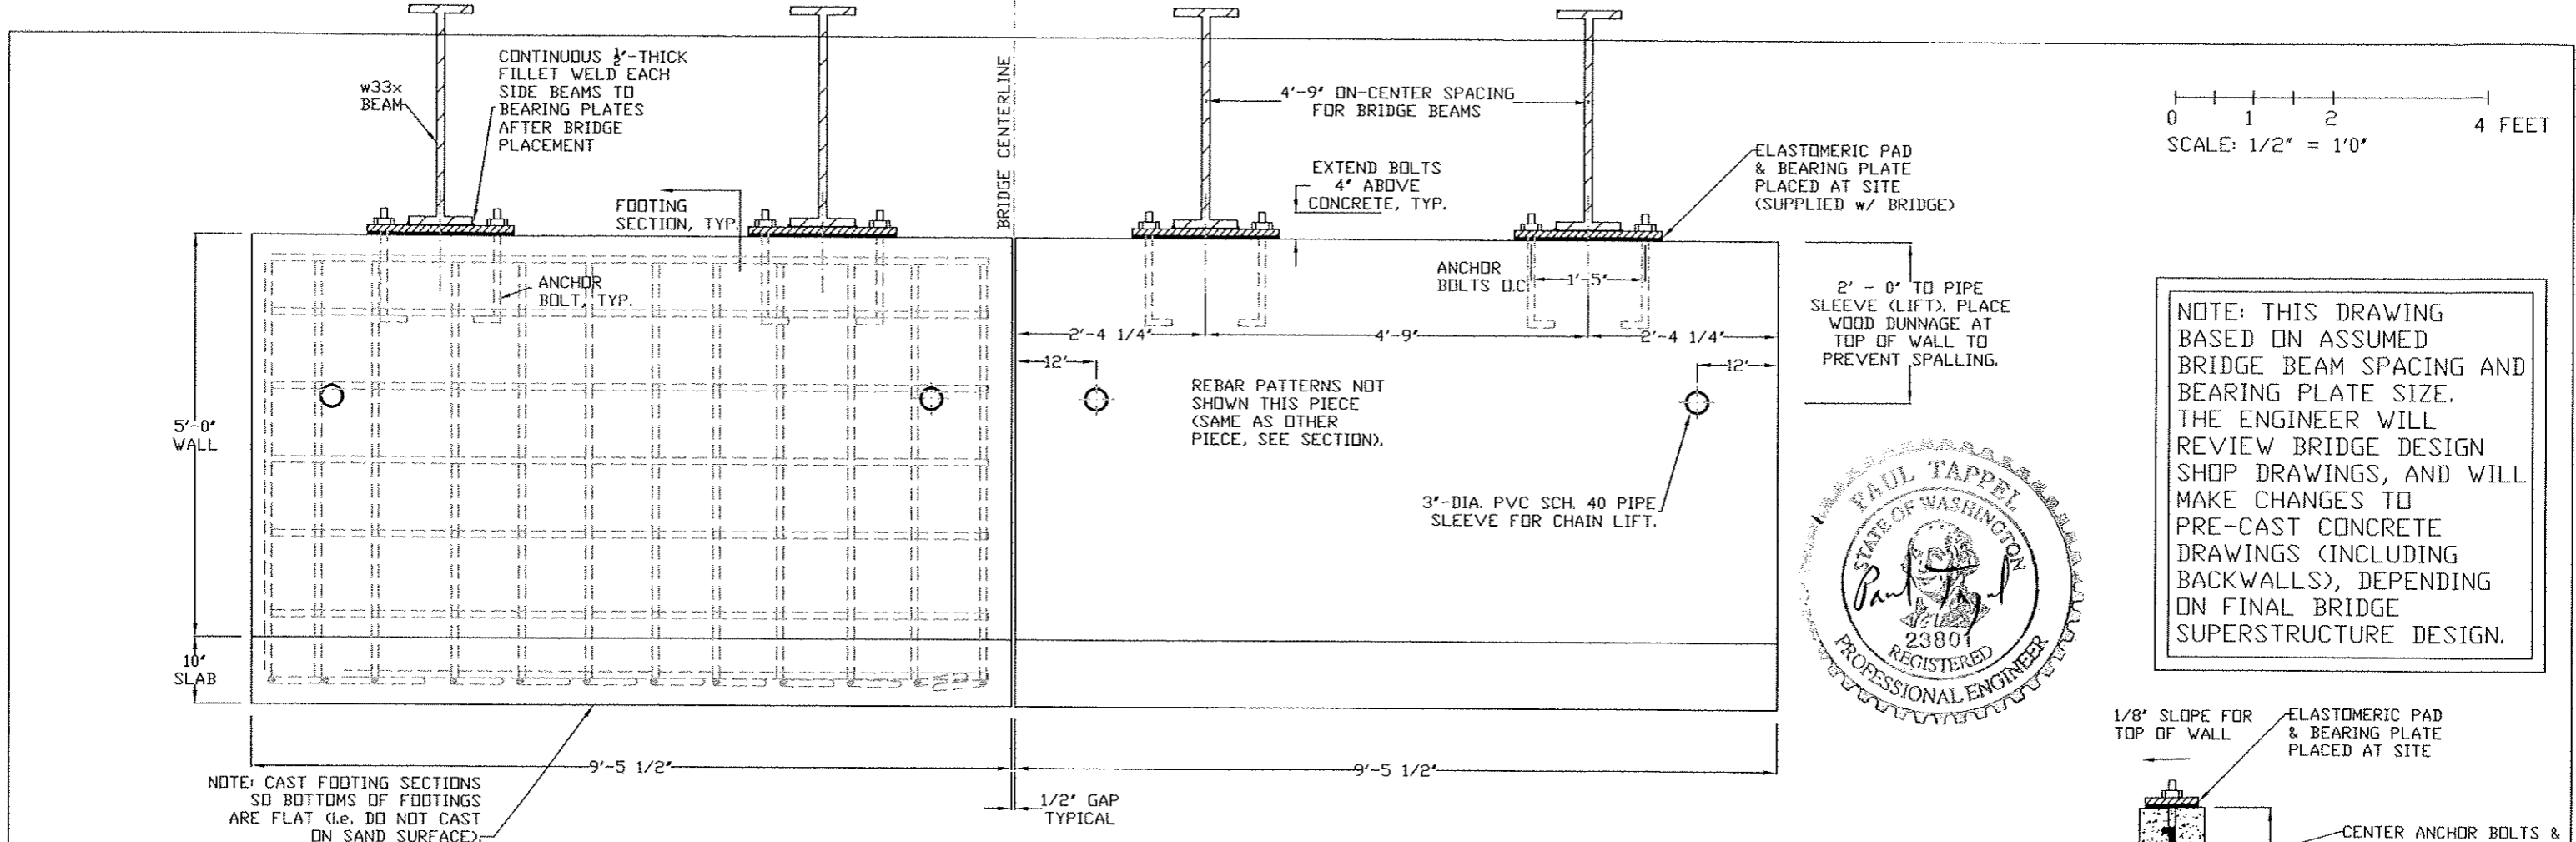 w33x
BEAM
CONTINUOUS 1/2"-THICK
FILLET WELD EACH
SIDE BEAMS TO
BEARING PLATES
AFTER BRIDGE
PLACEMENT
FOOTING
SECTION, TYP.
BRIDGE CENTERLINE
4'-9" ON-CENTER SPACING
FOR BRIDGE BEAMS
EXTEND BOLTS
4" ABOVE
CONCRETE, TYP.
ELASTOMERIC PAD
& BEARING PLATE
PLACED AT SITE
(SUPPLIED w/ BRIDGE)
0 1 2 4 FEET
SCALE: 1/2" = 1'0"
ANCHOR
BOLT, TYP.
ANCHOR
BOLTS O.C.
1'-5"
2'-4 1/4"
4'-9"
2'-4 1/4"
12"
12"
2' - 0" TO PIPE
SLEEVE (LIFT). PLACE
WOOD DUNNAGE AT
TOP OF WALL TO
PREVENT SPALLING.
5'-0"
WALL
REBAR PATTERNS NOT
SHOWN THIS PIECE
(SAME AS OTHER
PIECE, SEE SECTION).
3"-DIA. PVC SCH. 40 PIPE
SLEEVE FOR CHAIN LIFT.
NOTE: THIS DRAWING
BASED ON ASSUMED
BRIDGE BEAM SPACING AND
BEARING PLATE SIZE.
THE ENGINEER WILL
REVIEW BRIDGE DESIGN
SHOP DRAWINGS, AND WILL
MAKE CHANGES TO
PRE-CAST CONCRETE
DRAWINGS (INCLUDING
BACKWALLS), DEPENDING
ON FINAL BRIDGE
SUPERSTRUCTURE DESIGN.
PAUL TAPPEL
STATE OF WASHINGTON
23801
REGISTERED
PROFESSIONAL ENGINEER
10"
SLAB
9'-5 1/2"
9'-5 1/2"
1/2" GAP
TYPICAL
NOTE: CAST FOOTING SECTIONS
SO BOTTOMS OF FOOTINGS
ARE FLAT (i.e. DO NOT CAST
ON SAND SURFACE).
1/8" SLOPE FOR
TOP OF WALL
ELASTOMERIC PAD
& BEARING PLATE
PLACED AT SITE
CENTER ANCHOR BOLTS &